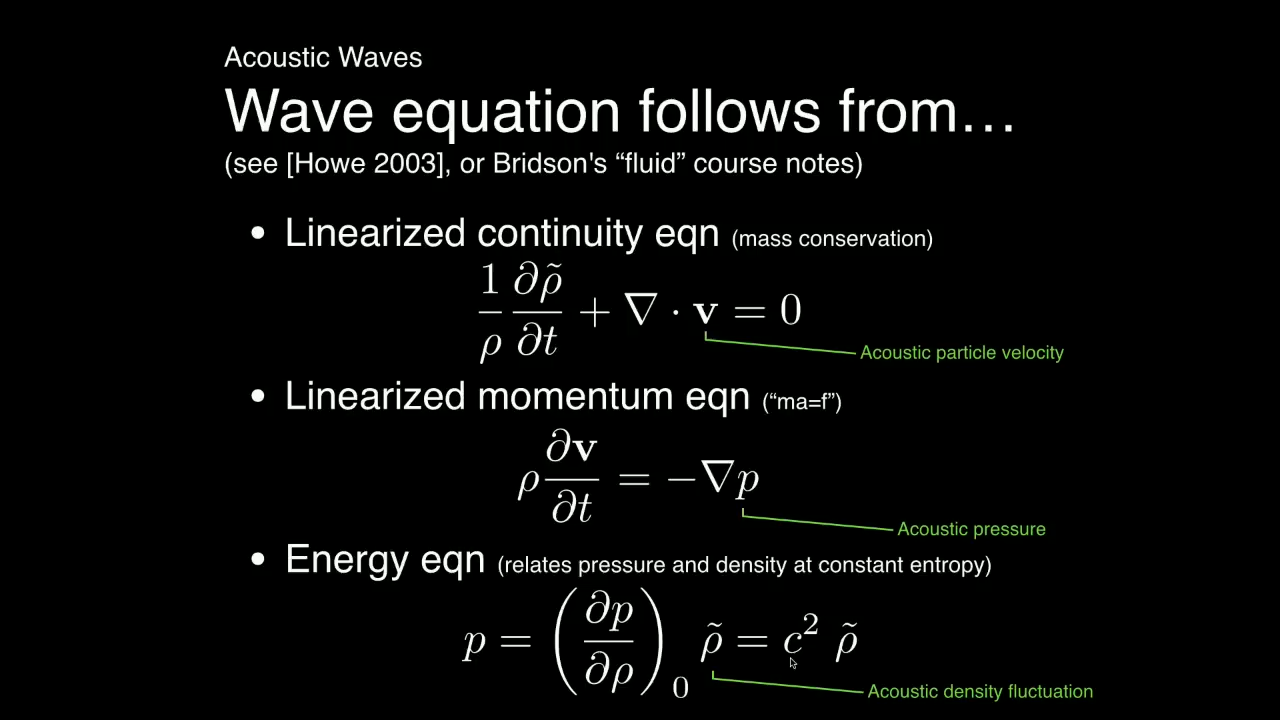 Acoustic Waves
Wave equation follows from…
(see [Howe 2003], or Bridson's “fluid” course notes)
• Linearized continuity eqn (mass conservation)
1/ρ ∂ρ̃/∂t + ∇ · v = 0
Acoustic particle velocity
• Linearized momentum eqn (“ma=f”)
ρ ∂v/∂t = −∇p
Acoustic pressure
• Energy eqn (relates pressure and density at constant entropy)
p = (∂p/∂ρ)₀ ρ̃ = c² ρ̃
Acoustic density fluctuation